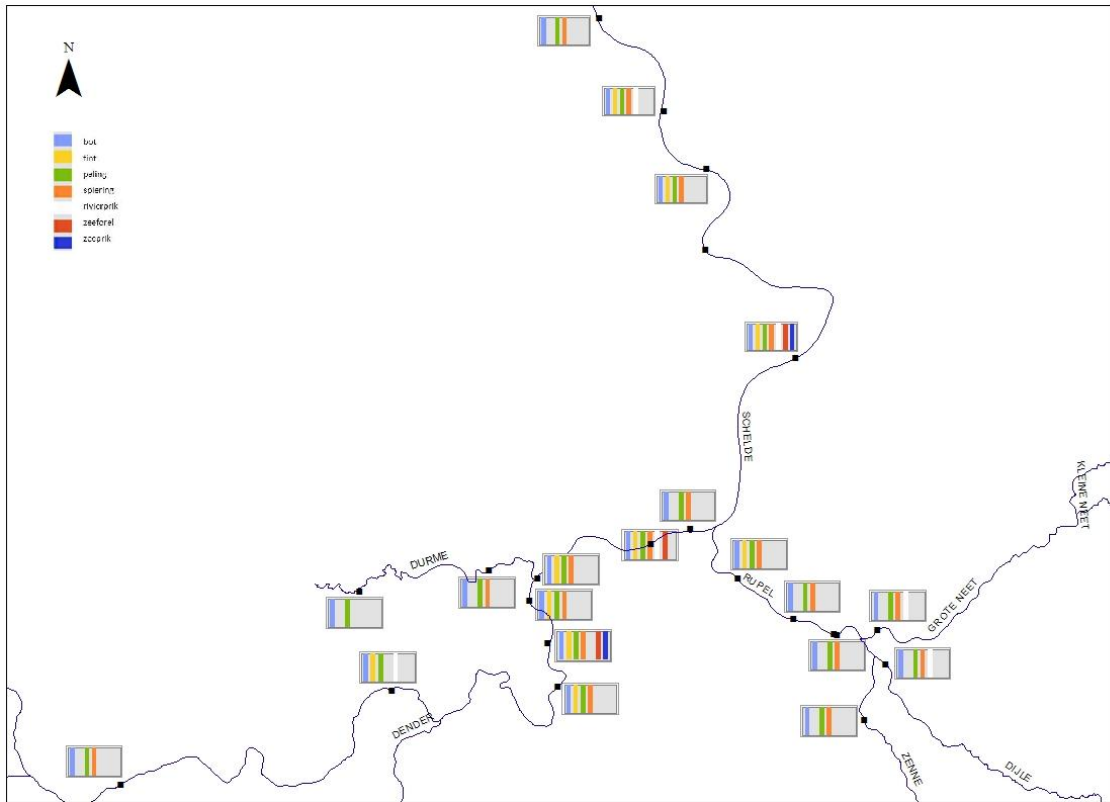 N
bot
fint
paling
spiering
rivierprik
zeeforel
zeeprik
SCHELDE
KLEINE NEET
DURME
RUPEL
GROTE NEET
DENDER
ZENNE
DIJLE